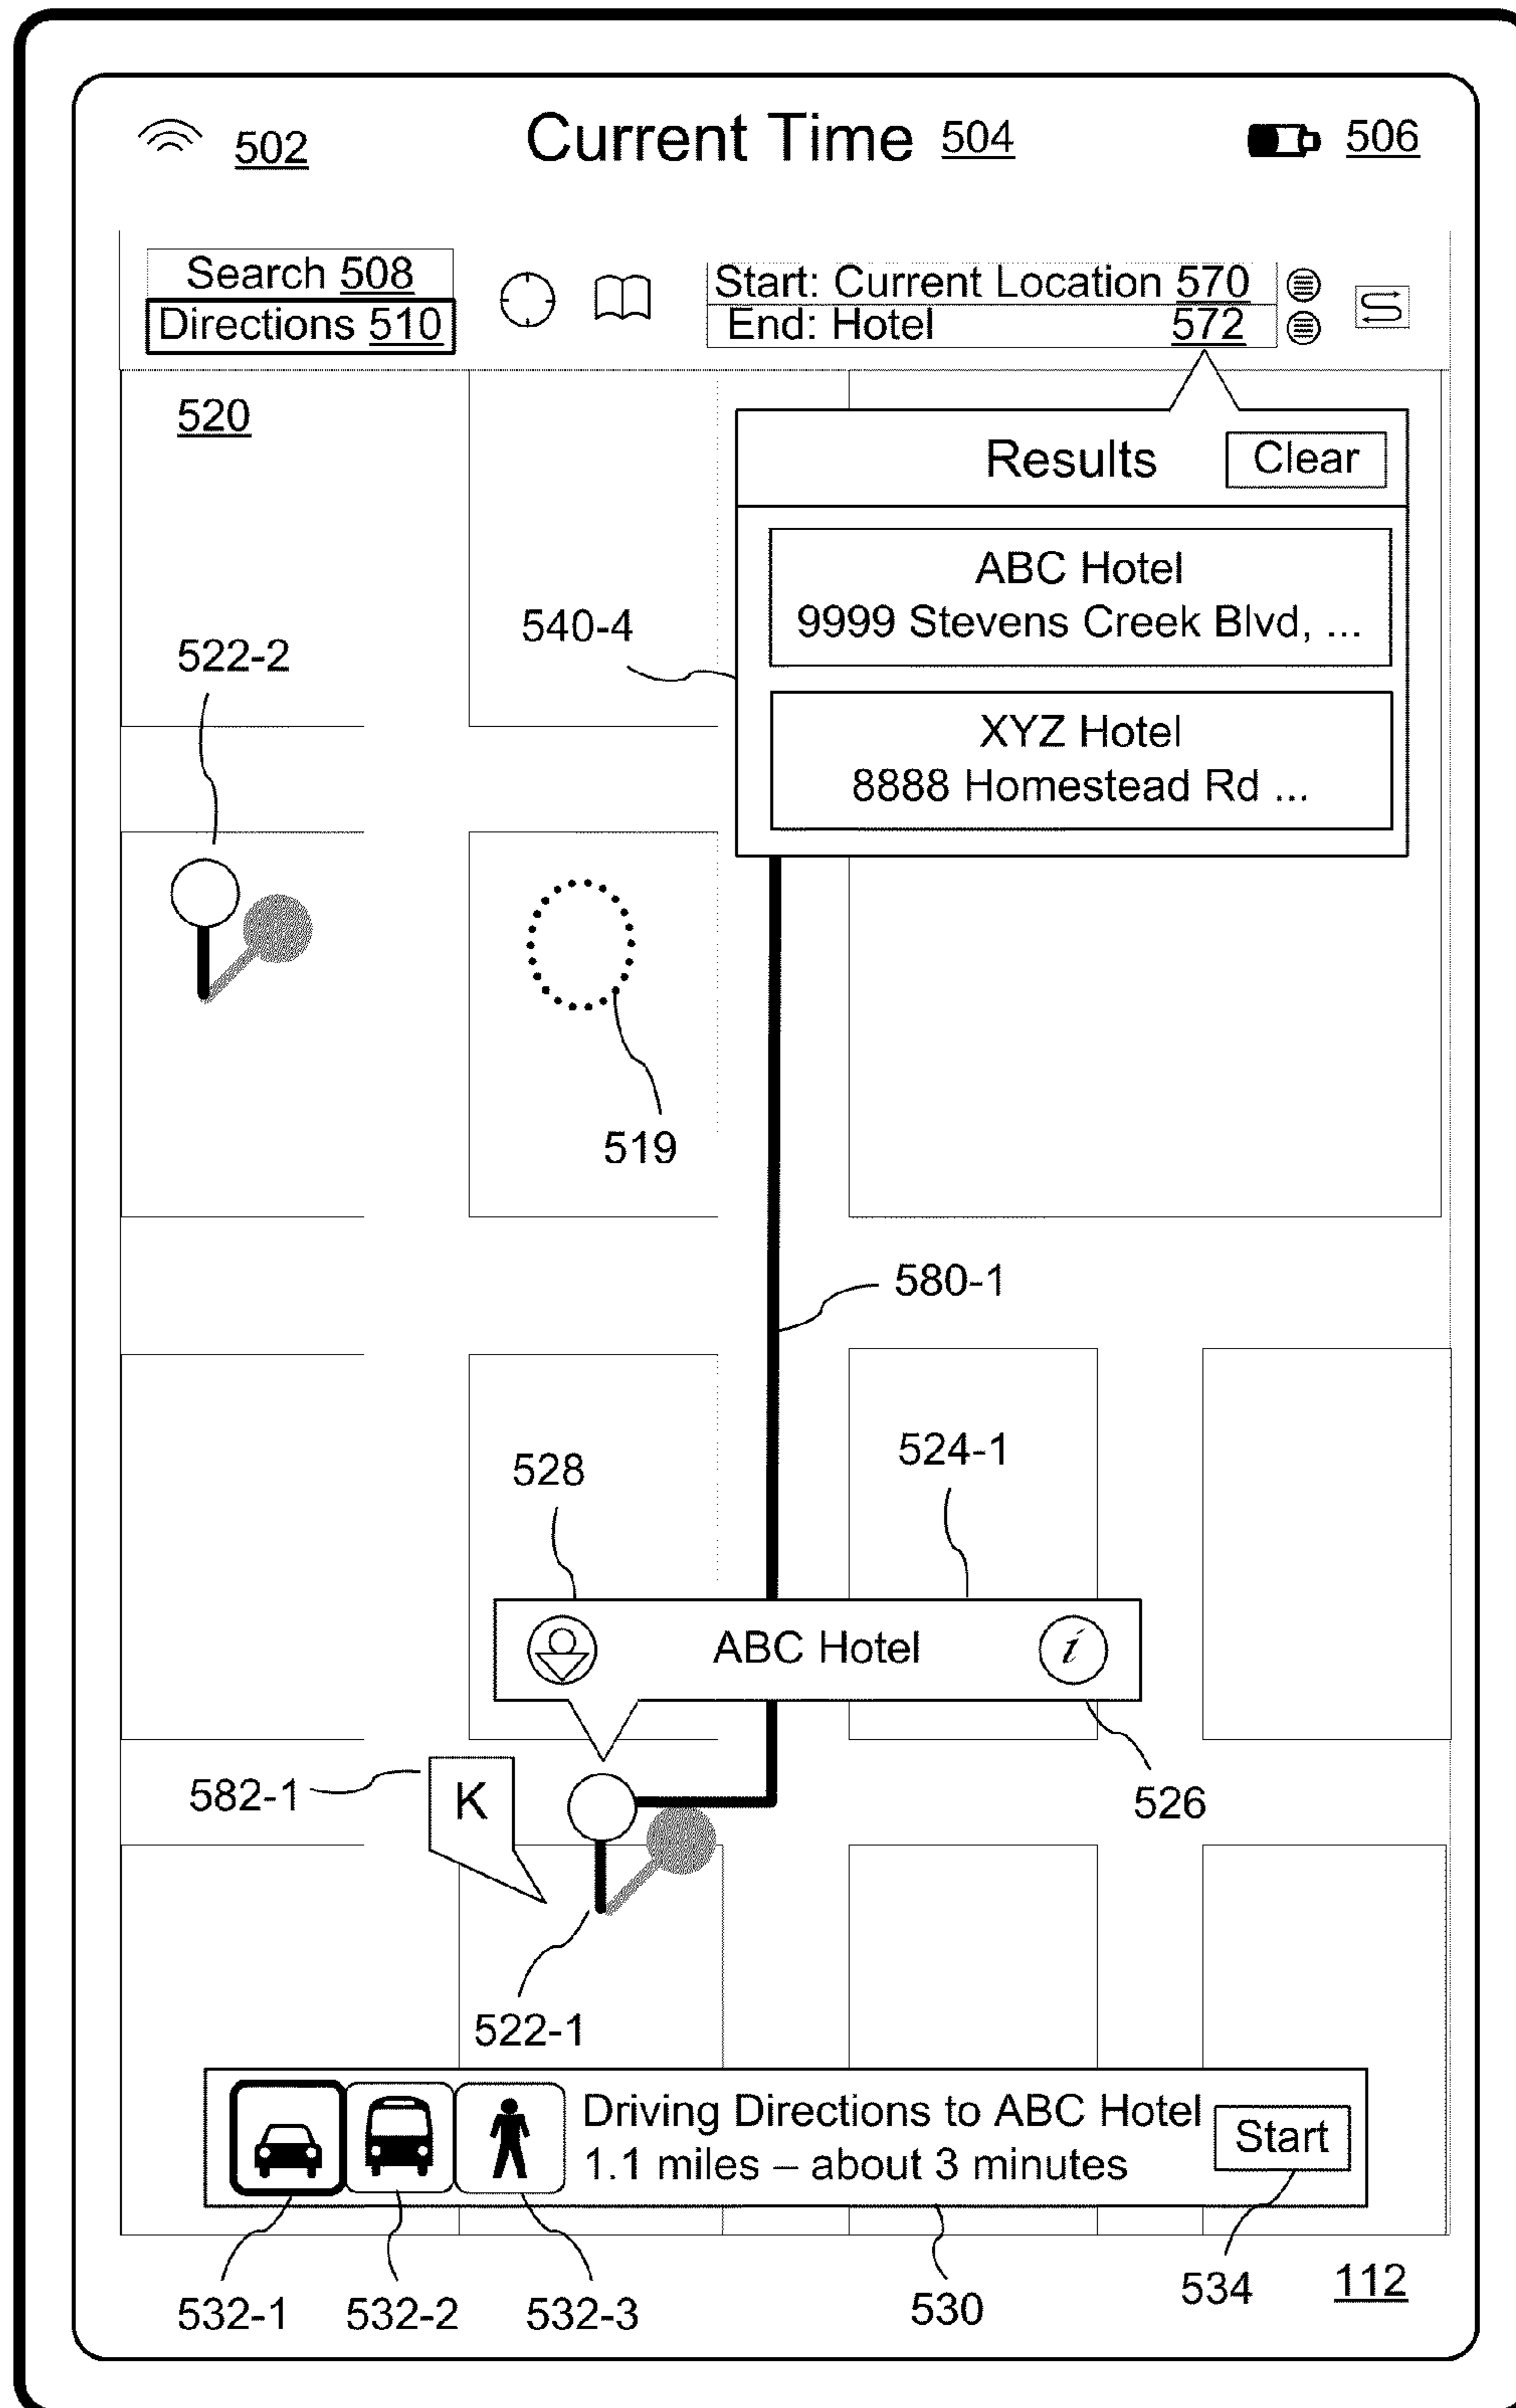 502
Current Time 504
506
Search 508
Directions 510
Start: Current Location 570
End: Hotel 572
520
Results
Clear
ABC Hotel
9999 Stevens Creek Blvd, ...
540-4
522-2
XYZ Hotel
8888 Homestead Rd ...
519
580-1
524-1
528
ABC Hotel
i
582-1
K
526
522-1
Driving Directions to ABC Hotel
1.1 miles – about 3 minutes
Start
532-1
532-2
532-3
530
534
112